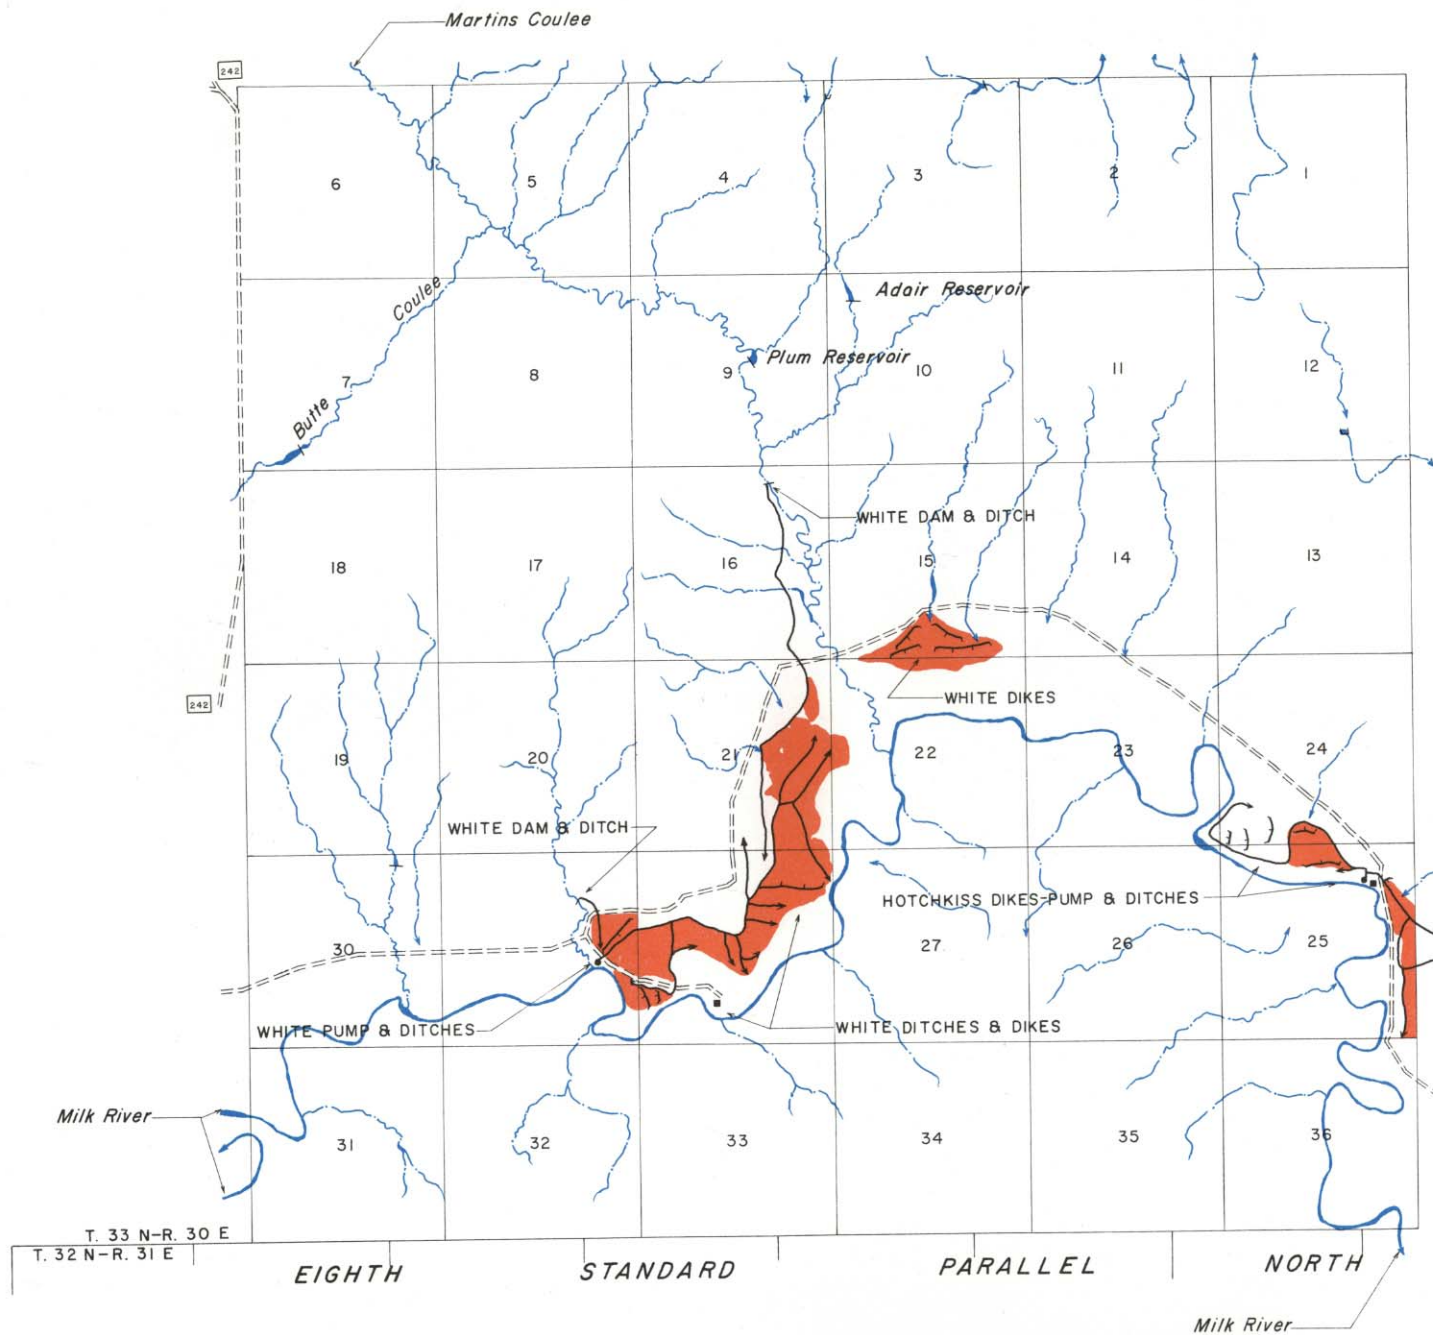 Martins Coulee
242
6
5
4
3
2
1
Coulee
Adair Reservoir
Plum Reservoir
Butte
7
8
9
10
11
12
WHITE DAM & DITCH
18
17
16
15
14
13
242
WHITE DIKES
19
20
21
22
23
24
WHITE DAM & DITCH
HOTCHKISS DIKES-PUMP & DITCHES
30
27
26
25
WHITE PUMP & DITCHES
WHITE DITCHES & DIKES
Milk River
31
32
33
34
35
36
T. 33 N-R. 30 E
T. 32 N-R. 31 E
EIGHTH STANDARD PARALLEL NORTH
Milk River